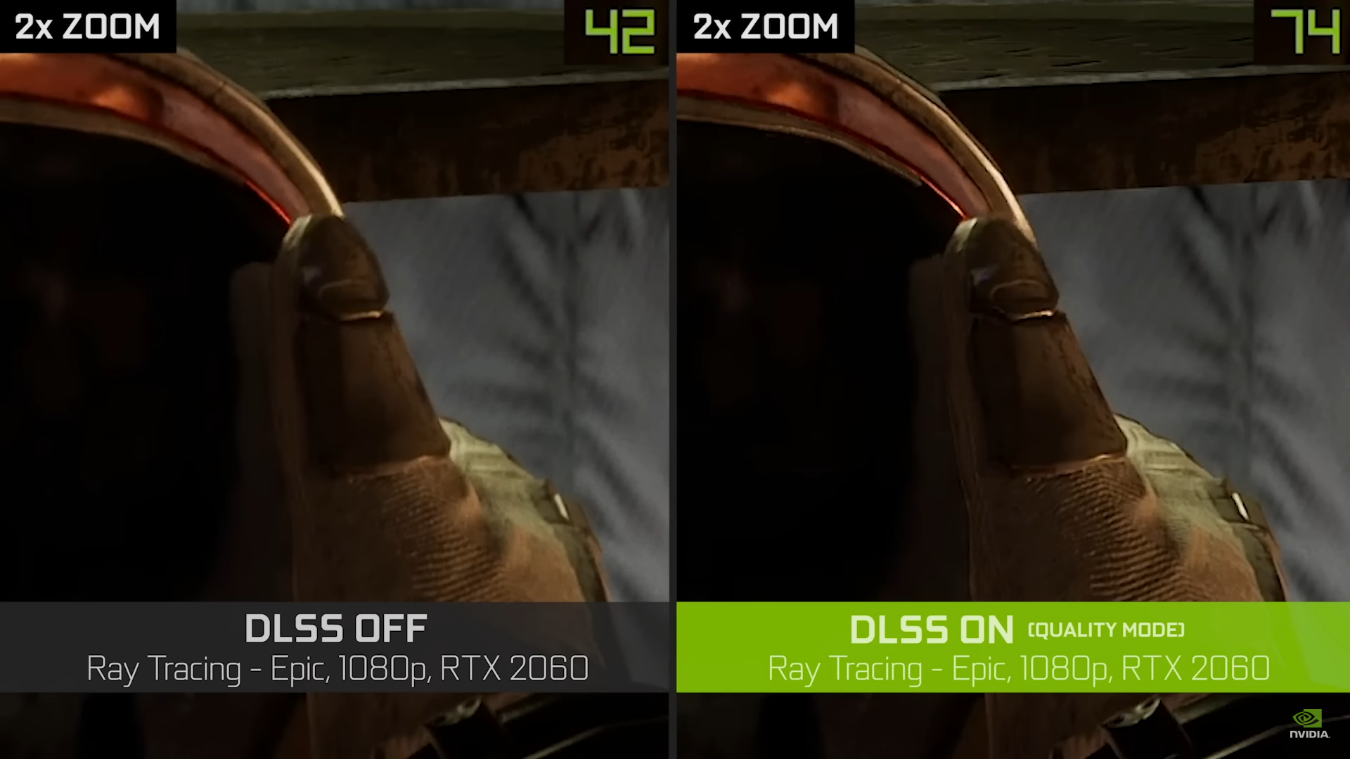 2x ZOOM
42
2x ZOOM
74
DLSS OFF
Ray Tracing - Epic, 1080p, RTX 2060
DLSS ON (QUALITY MODE)
Ray Tracing - Epic, 1080p, RTX 2060
NVIDIA.